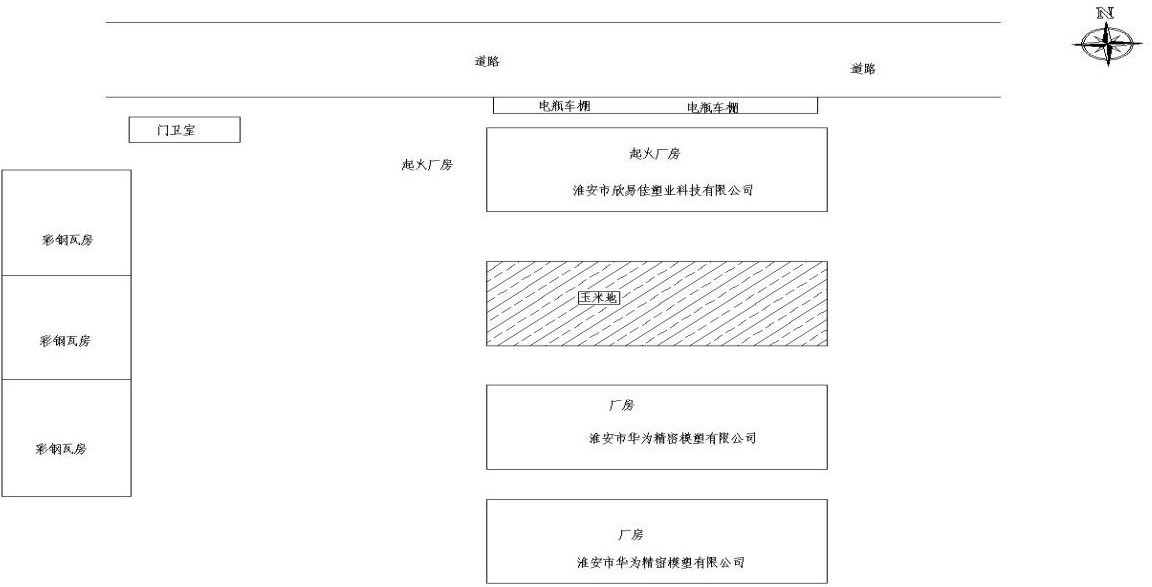 N
道路
道路
电瓶车棚
电瓶车棚
门卫室
起火厂房
起火厂房
淮安市欣易佳塑业科技有限公司
彩钢瓦房
玉米地
彩钢瓦房
厂房
淮安市华为精密模塑有限公司
彩钢瓦房
厂房
淮安市华为精密模塑有限公司